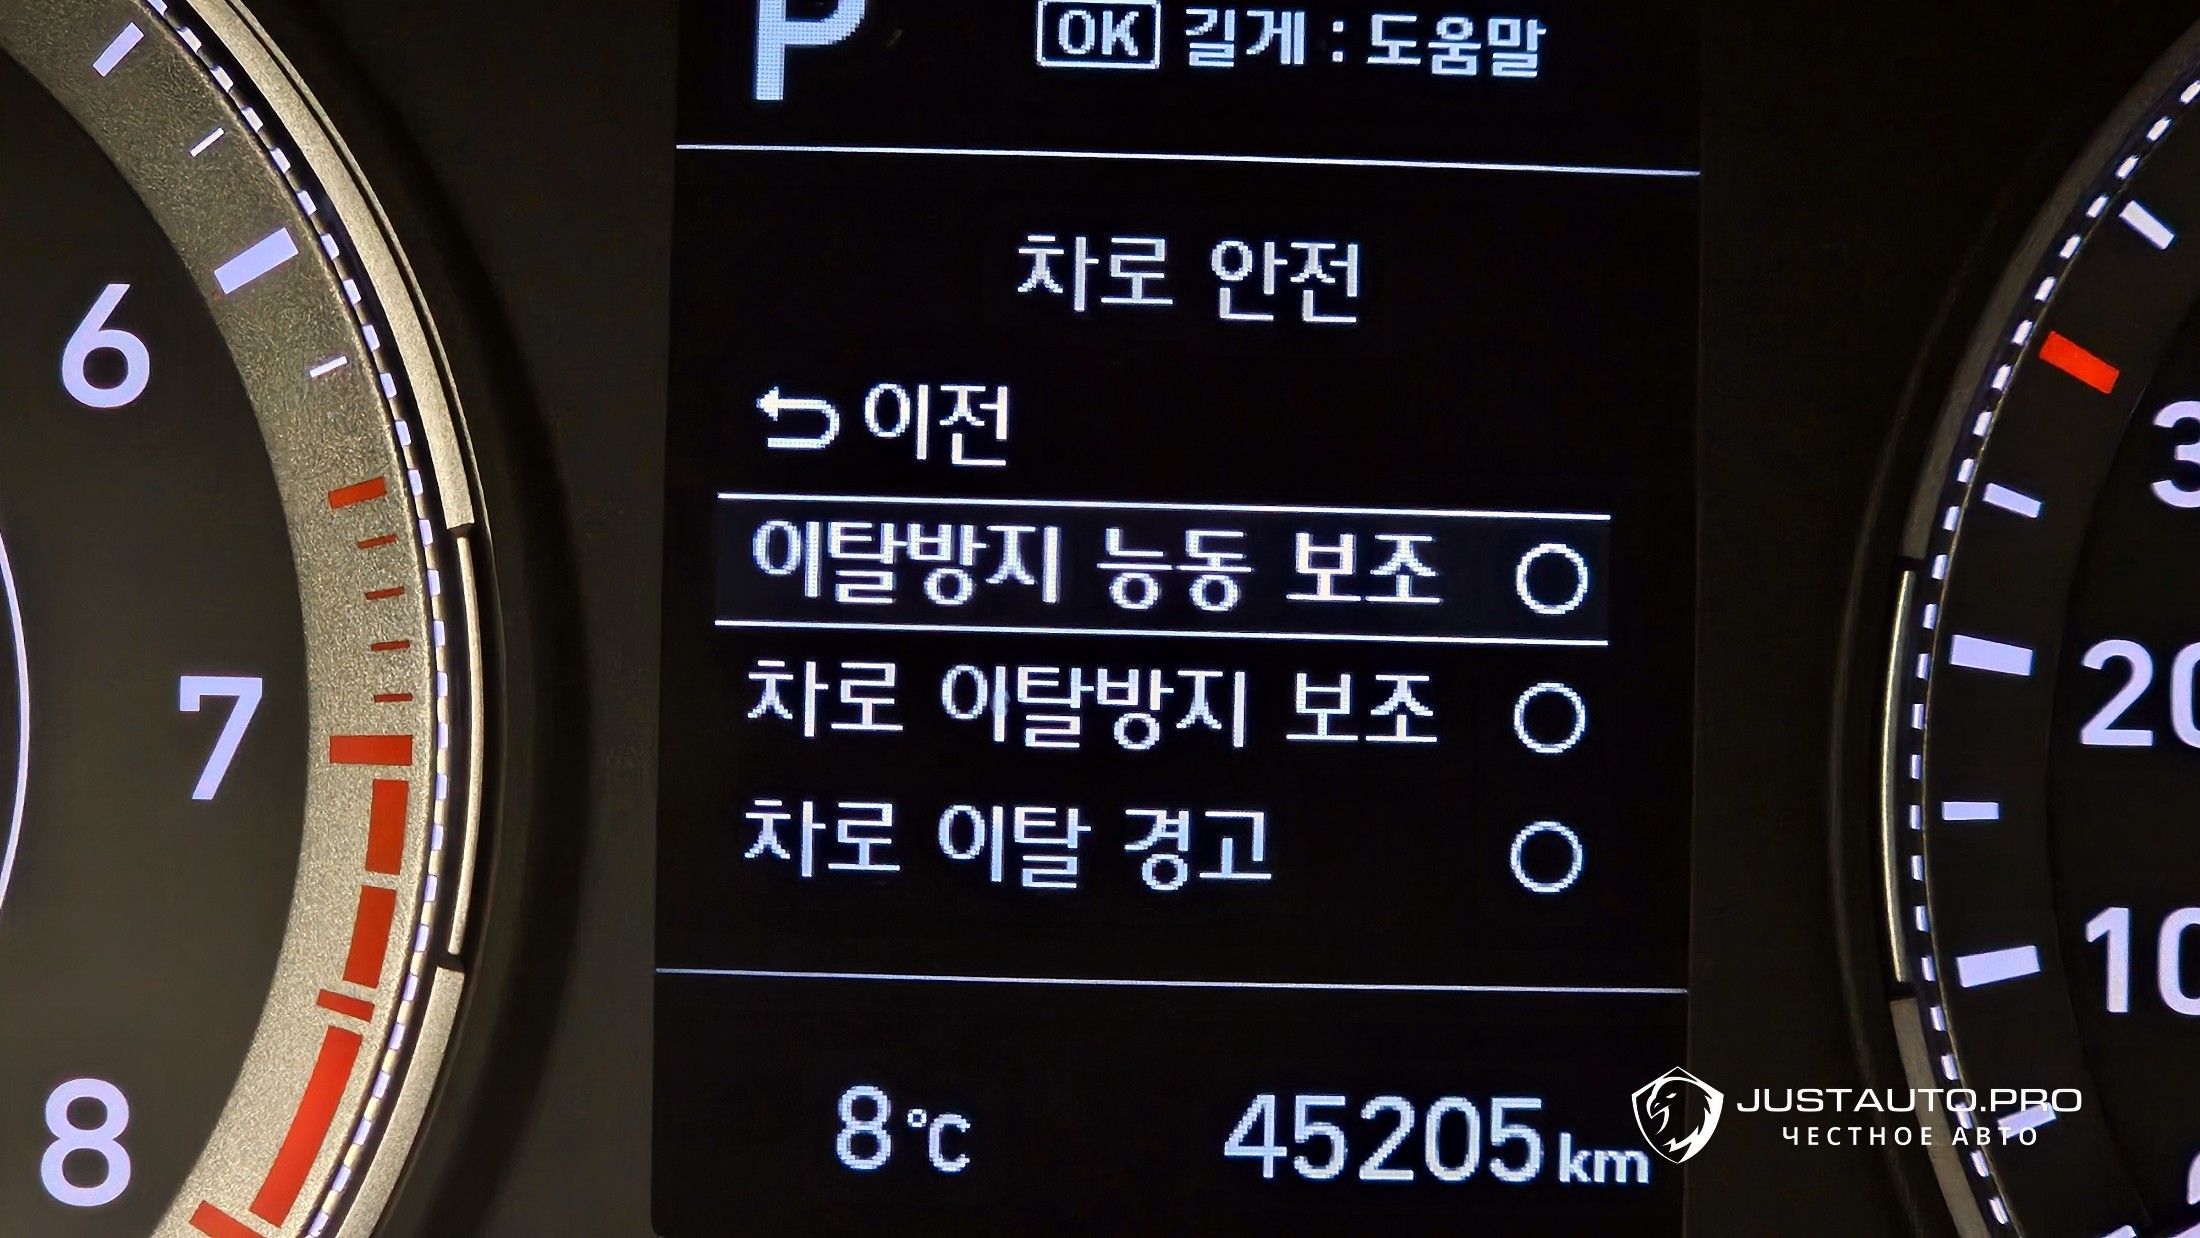 P
OK 길게 : 도움말
차로 안전
이전
이탈방지 능동 보조
차로 이탈방지 보조
차로 이탈 경고
8℃
45205km
6
7
8
20
10
JUSTAUTO.PRO
ЧЕСТНОЕ АВТО